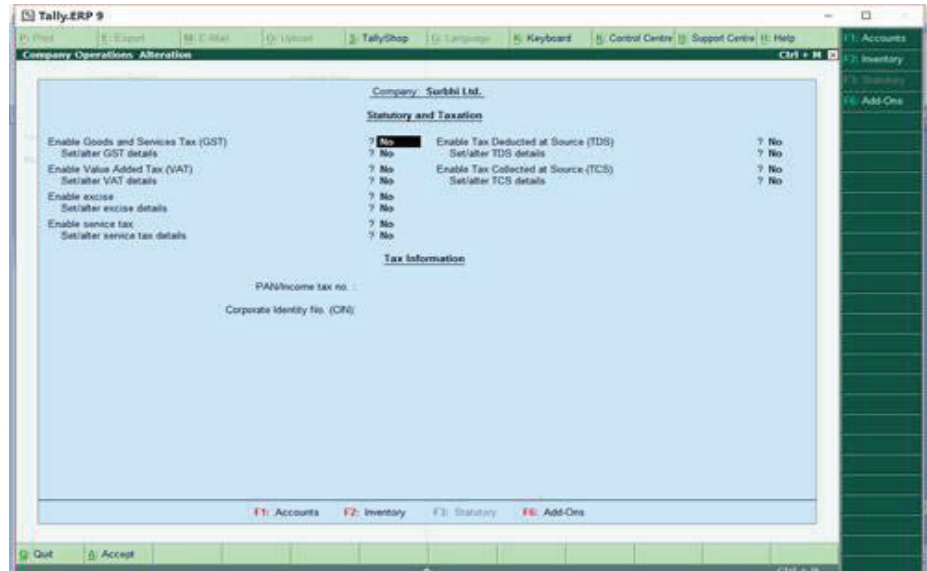 Tally.ERP 9
P: Print E: Export M: E-Mail O: Upload S: TallyShop G: Language K: Keyboard K: Control Centre H: Support Centre H: Help
Company Operations Alteration Ctrl + M
F1: Accounts
F2: Inventory
F3: Statutory
F6: Add-Ons
Company Surbhi Ltd.
Statutory and Taxation
Enable Goods and Services Tax (GST) ? No Enable Tax Deducted at Source (TDS) ? No
Set/alter GST details ? No Set/alter TDS details ? No
Enable Value Added Tax (VAT) ? No Enable Tax Collected at Source (TCS) ? No
Set/alter VAT details ? No Set/alter TCS details ? No
Enable excise ? No
Set/alter excise details ? No
Enable service tax ? No
Set/alter service tax details ? No
Tax Information
PAN/Income tax no. :
Corporate Identity No. (CIN):
F1: Accounts F2: Inventory F3: Statutory F6: Add-Ons
Q: Quit A: Accept
Ctrl + N